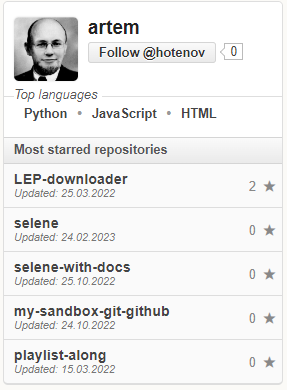 artem
Follow @hotenov 0
Top languages
Python • JavaScript • HTML
Most starred repositories
LEP-downloader
2 ★
Updated: 25.03.2022
selene
0 ★
Updated: 24.02.2023
selene-with-docs
0 ★
Updated: 25.10.2022
my-sandbox-git-github
0 ★
Updated: 24.10.2022
playlist-along
0 ★
Updated: 15.03.2022